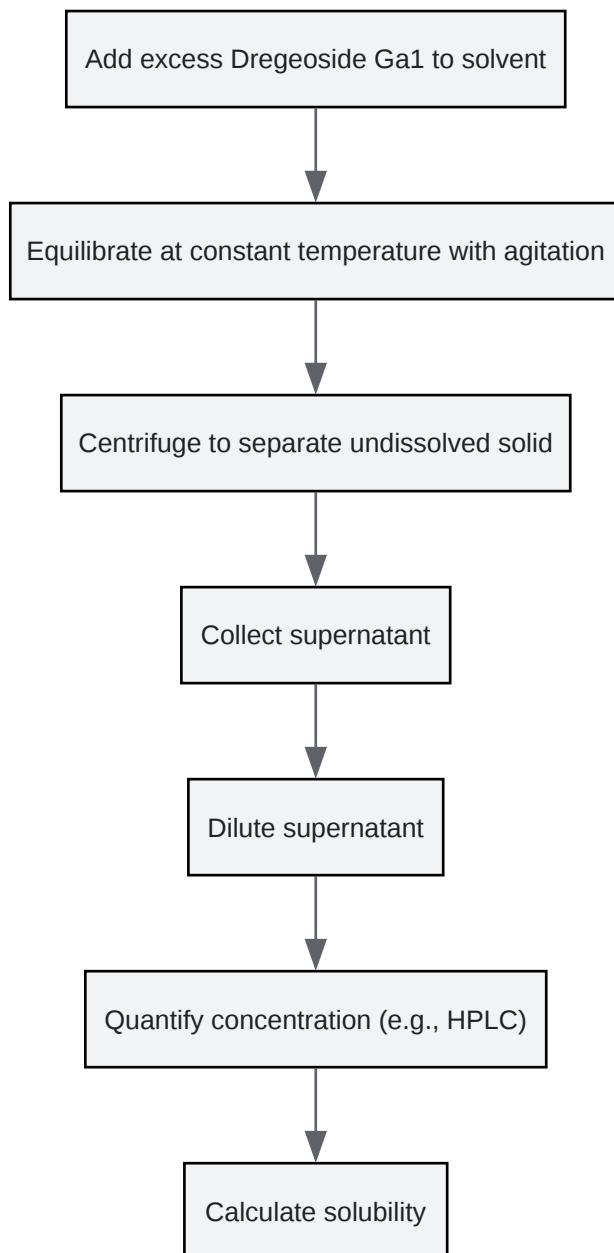 Add excess Dregeoside Ga1 to solvent
Equilibrate at constant temperature with agitation
Centrifuge to separate undissolved solid
Collect supernatant
Dilute supernatant
Quantify concentration (e.g., HPLC)
Calculate solubility